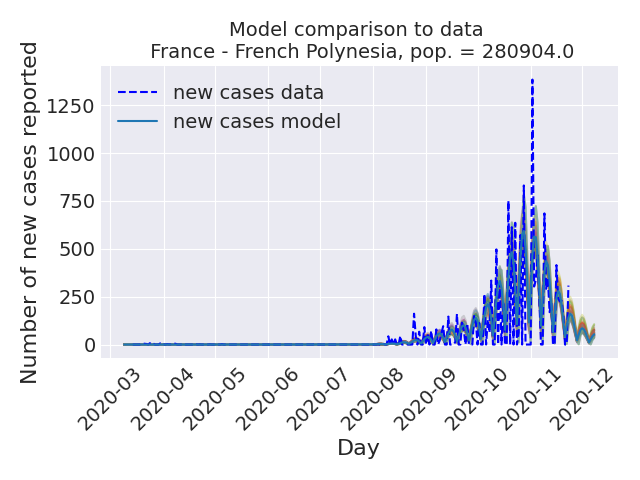 Model comparison to data
France - French Polynesia, pop. = 280904.0
new cases data
new cases model
Number of new cases reported
1250
1000
750
500
250
0
2020-03
2020-04
2020-05
2020-06
2020-07
2020-08
2020-09
2020-10
2020-11
2020-12
Day